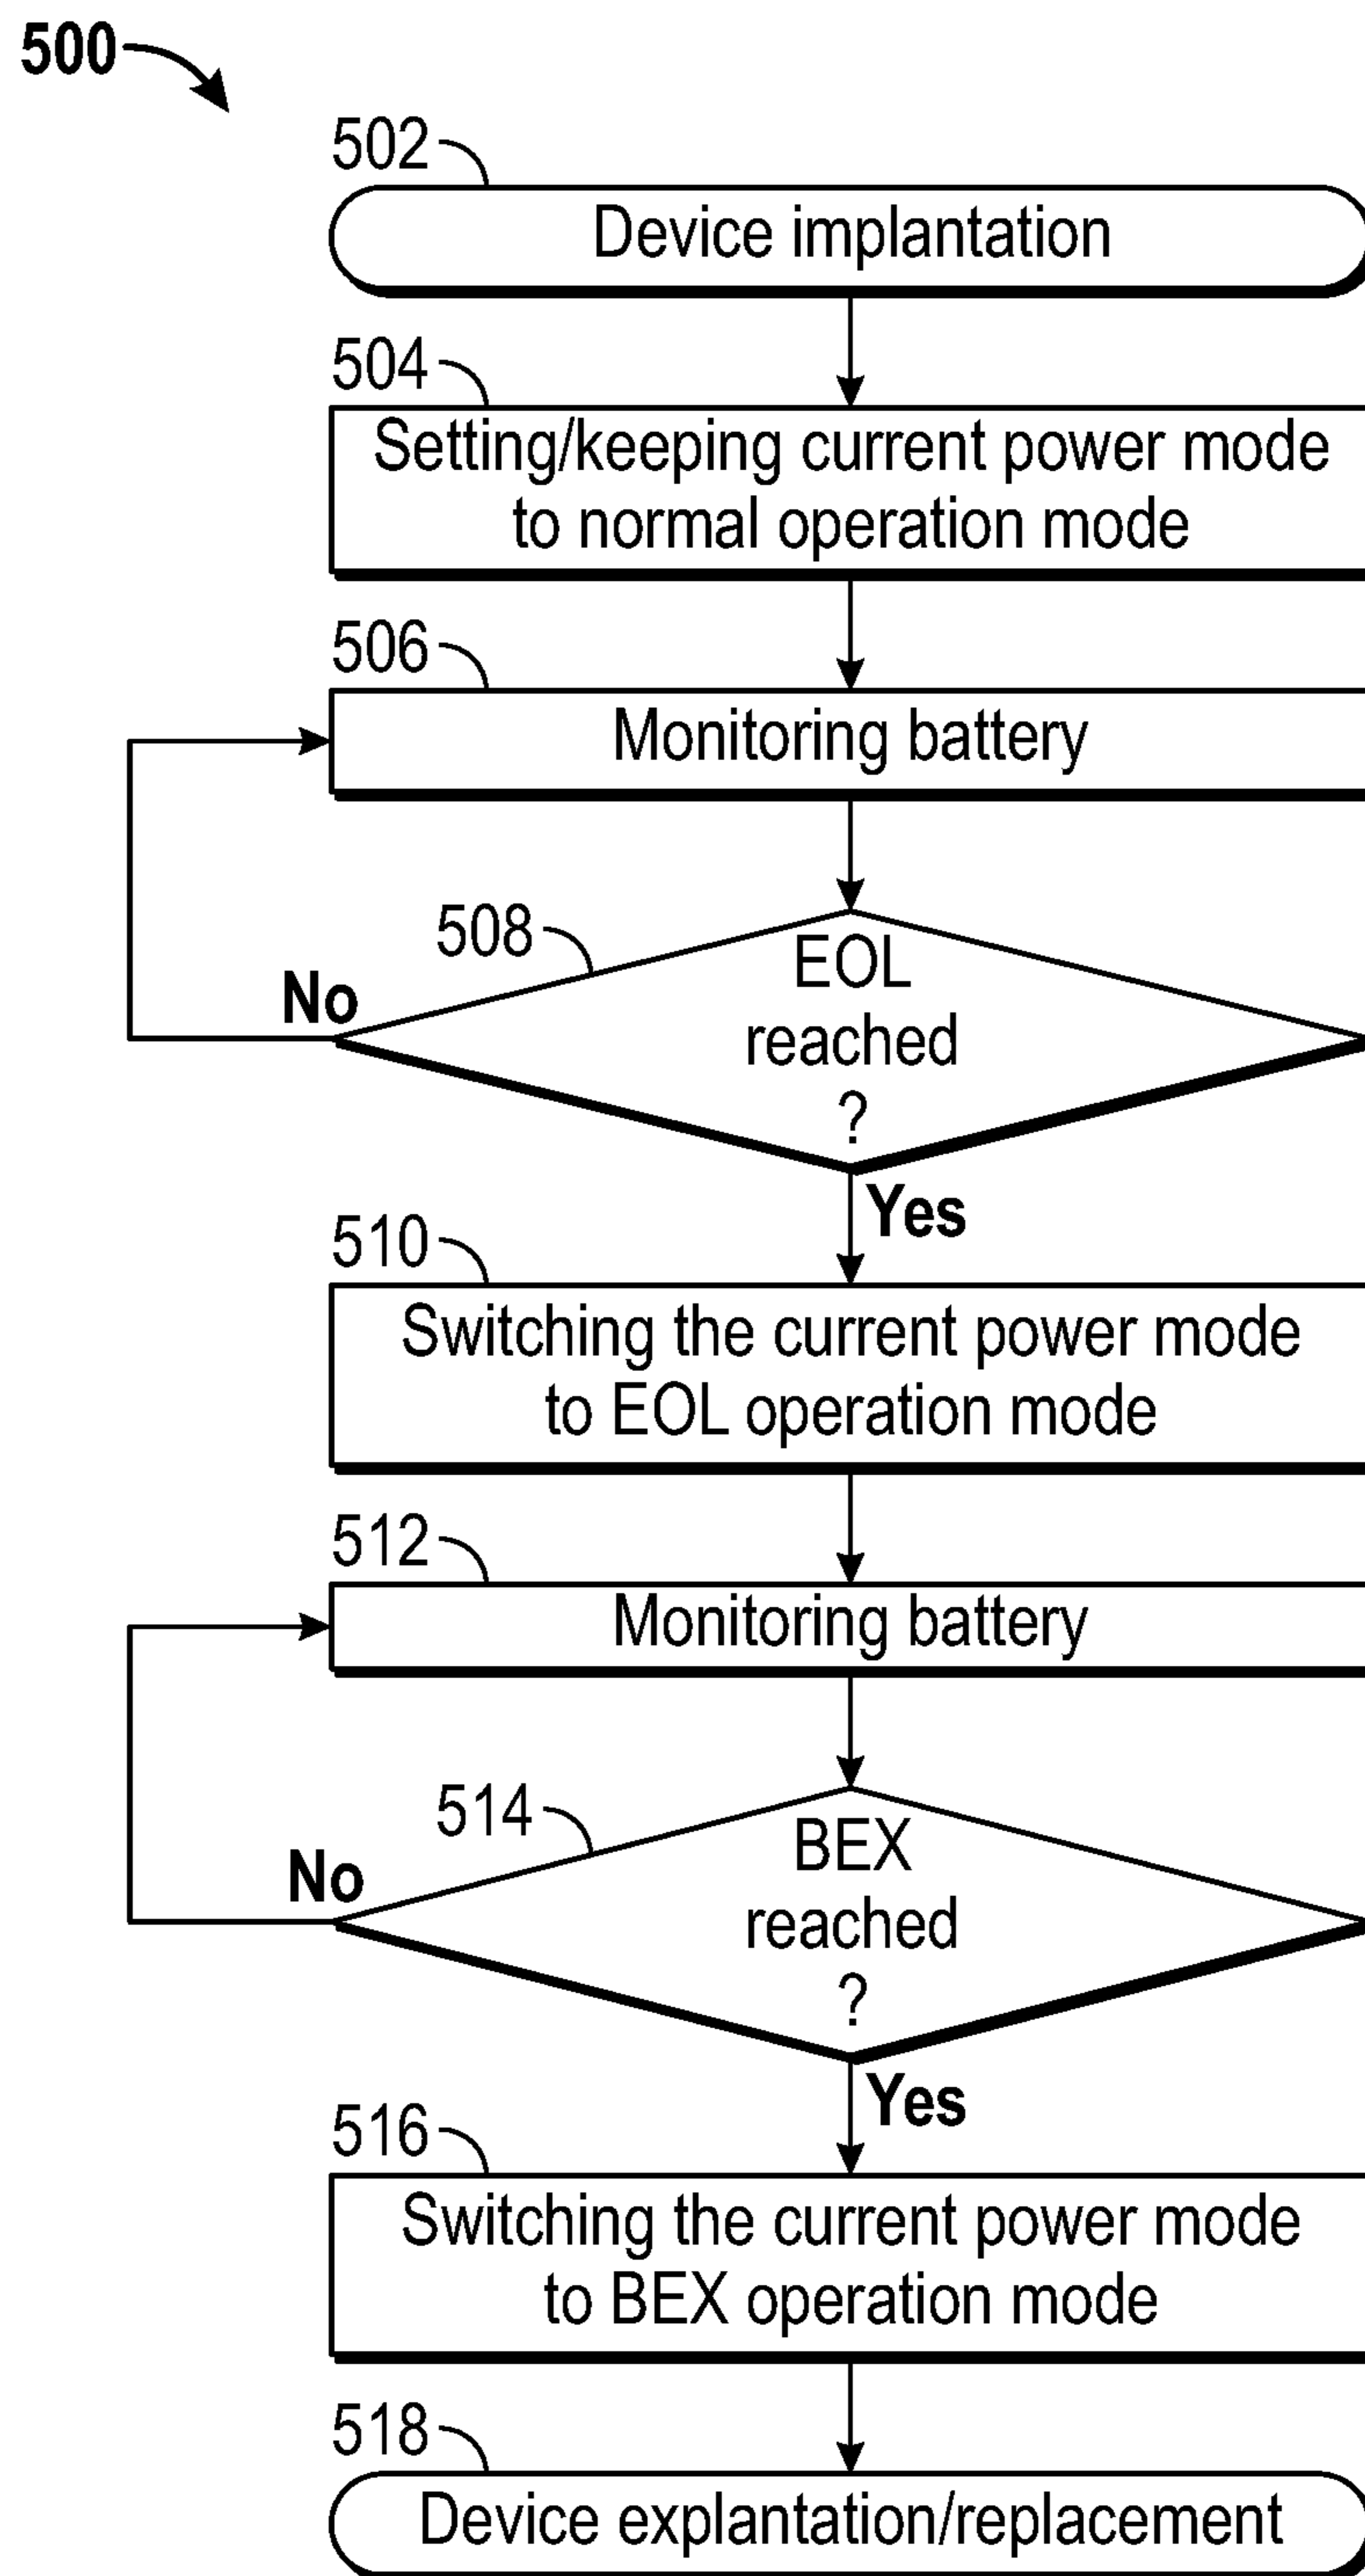 500
502
Device implantation
504
Setting/keeping current power mode
to normal operation mode
506
Monitoring battery
508
EOL
reached
?
No
Yes
510
Switching the current power mode
to EOL operation mode
512
Monitoring battery
514
BEX
reached
?
No
Yes
516
Switching the current power mode
to BEX operation mode
518
Device explantation/replacement